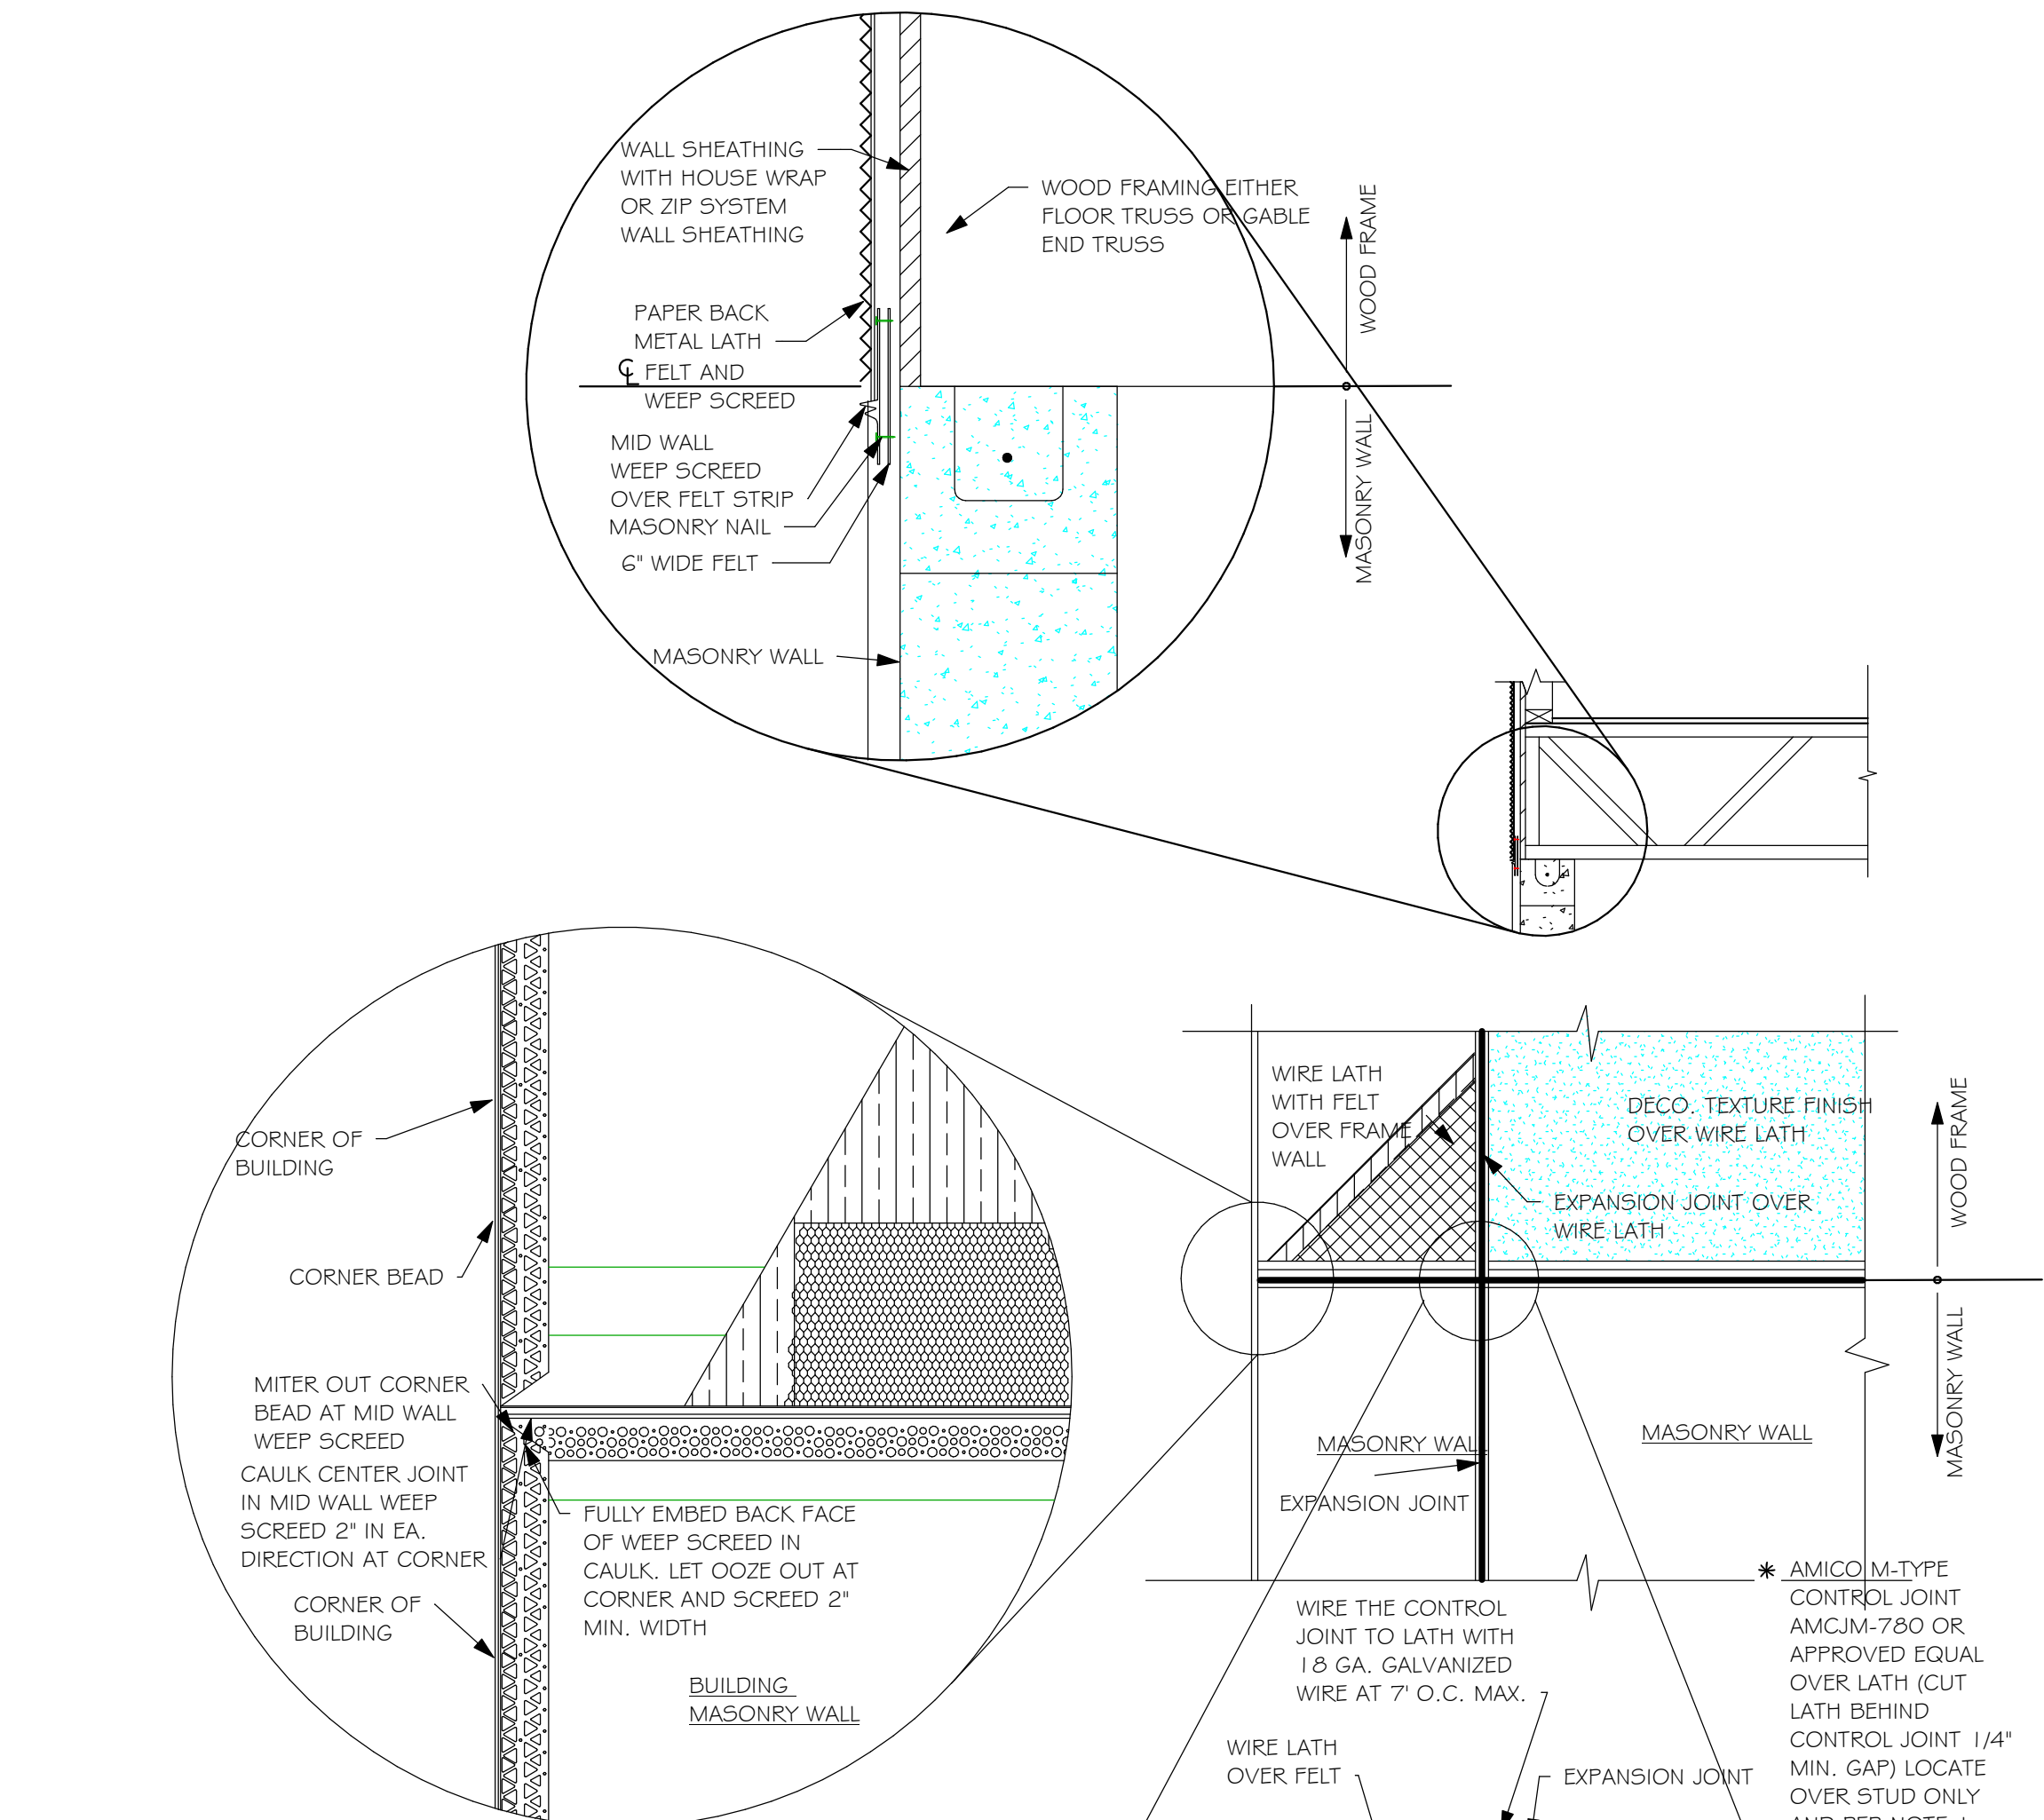 WALL SHEATHING
WITH HOUSE WRAP
OR ZIP SYSTEM
WALL SHEATHING
WOOD FRAMING EITHER
FLOOR TRUSS OR GABLE
END TRUSS
WOOD FRAME
PAPER BACK
METAL LATH
℄ FELT AND
WEEP SCREED
MID WALL
WEEP SCREED
OVER FELT STRIP
MASONRY NAIL
6" WIDE FELT
MASONRY WALL
MASONRY WALL
CORNER OF
BUILDING
CORNER BEAD
MITER OUT CORNER
BEAD AT MID WALL
WEEP SCREED
CAULK CENTER JOINT
IN MID WALL WEEP
SCREED 2" IN EA.
DIRECTION AT CORNER
CORNER OF
BUILDING
FULLY EMBED BACK FACE
OF WEEP SCREED IN
CAULK. LET OOZE OUT AT
CORNER AND SCREED 2"
MIN. WIDTH
BUILDING
MASONRY WALL
WIRE LATH
WITH FELT
OVER FRAME
WALL
DECO. TEXTURE FINISH
OVER WIRE LATH
EXPANSION JOINT OVER
WIRE LATH
WOOD FRAME
MASONRY WALL
MASONRY WALL
MASONRY WALL
EXPANSION JOINT
WIRE THE CONTROL
JOINT TO LATH WITH
18 GA. GALVANIZED
WIRE AT 7' O.C. MAX.
WIRE LATH
OVER FELT
EXPANSION JOINT
* AMICO M-TYPE
CONTROL JOINT
AMCJM-780 OR
APPROVED EQUAL
OVER LATH (CUT
LATH BEHIND
CONTROL JOINT 1/4"
MIN. GAP) LOCATE
OVER STUD ONLY
AND PER NOTE